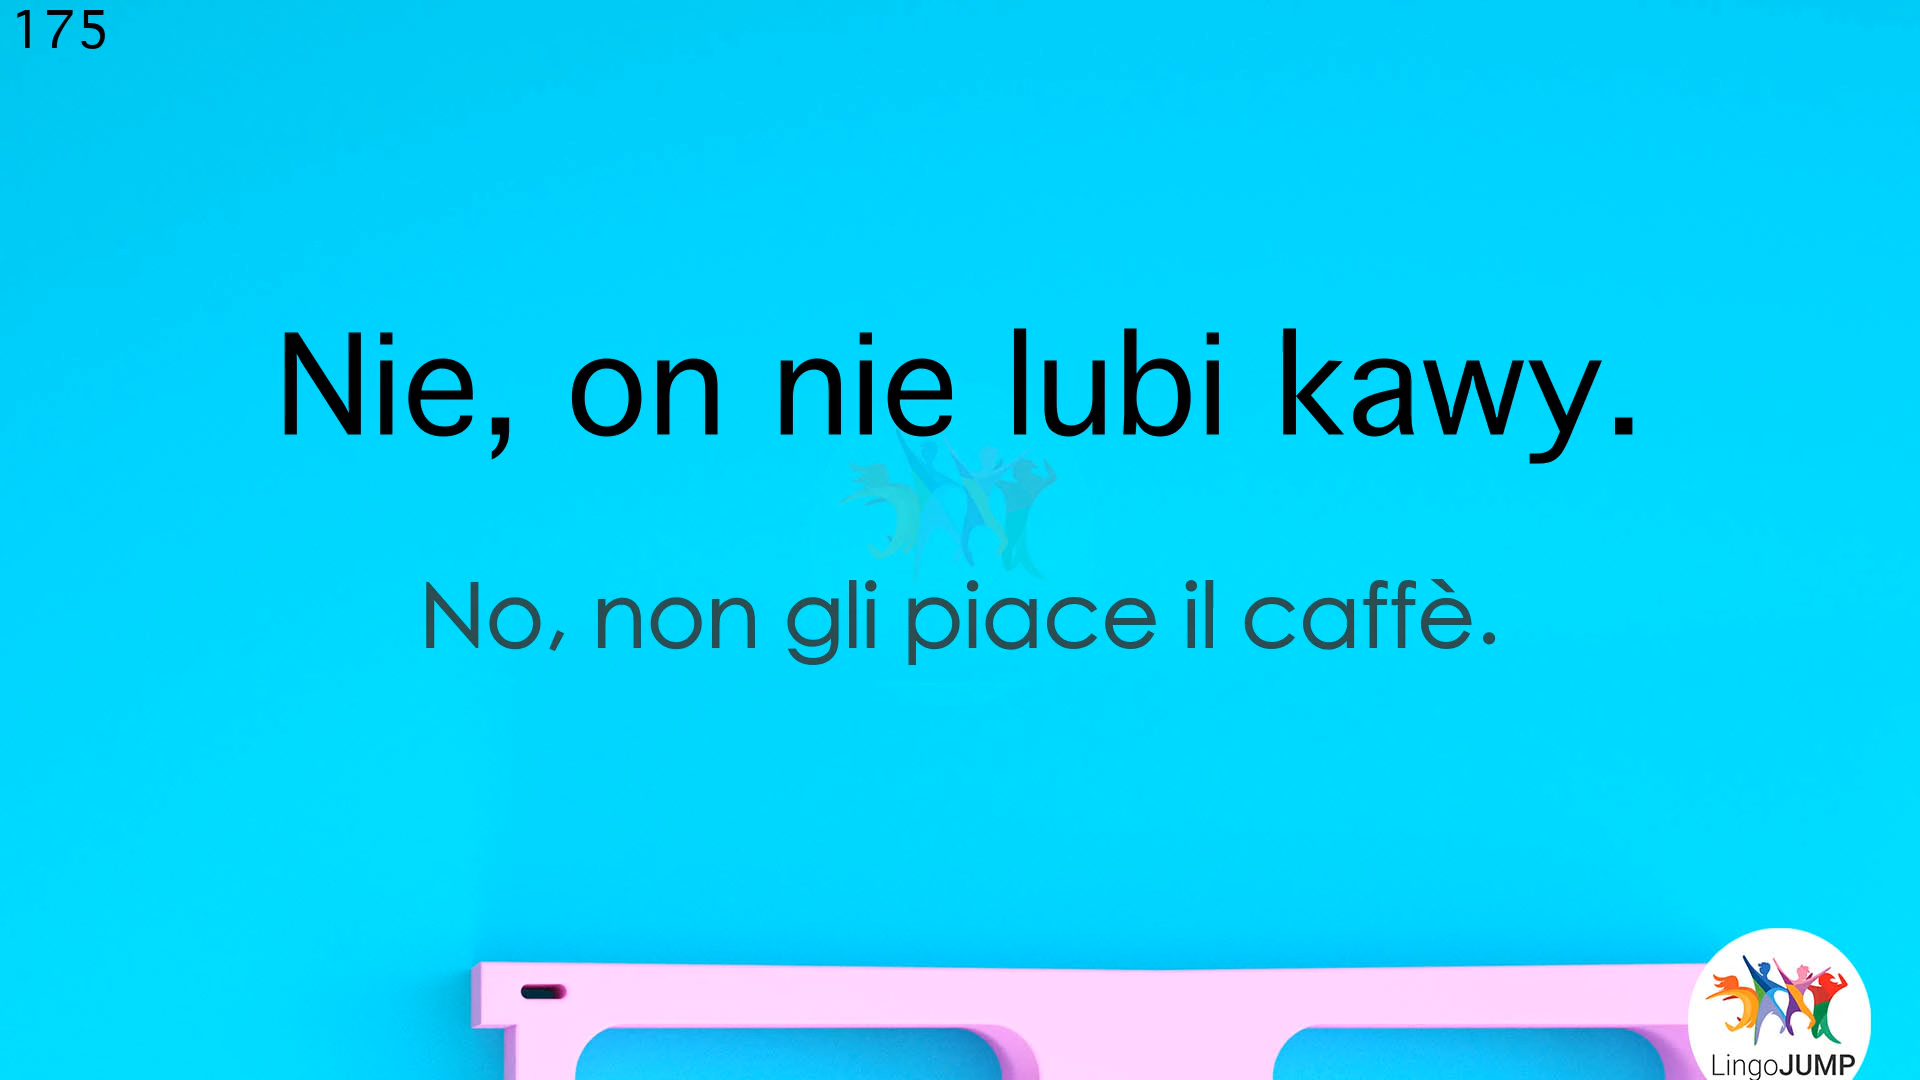 175
Nie, on nie lubi kawy.
No, non gli piace il caffè.
LingoJUMP